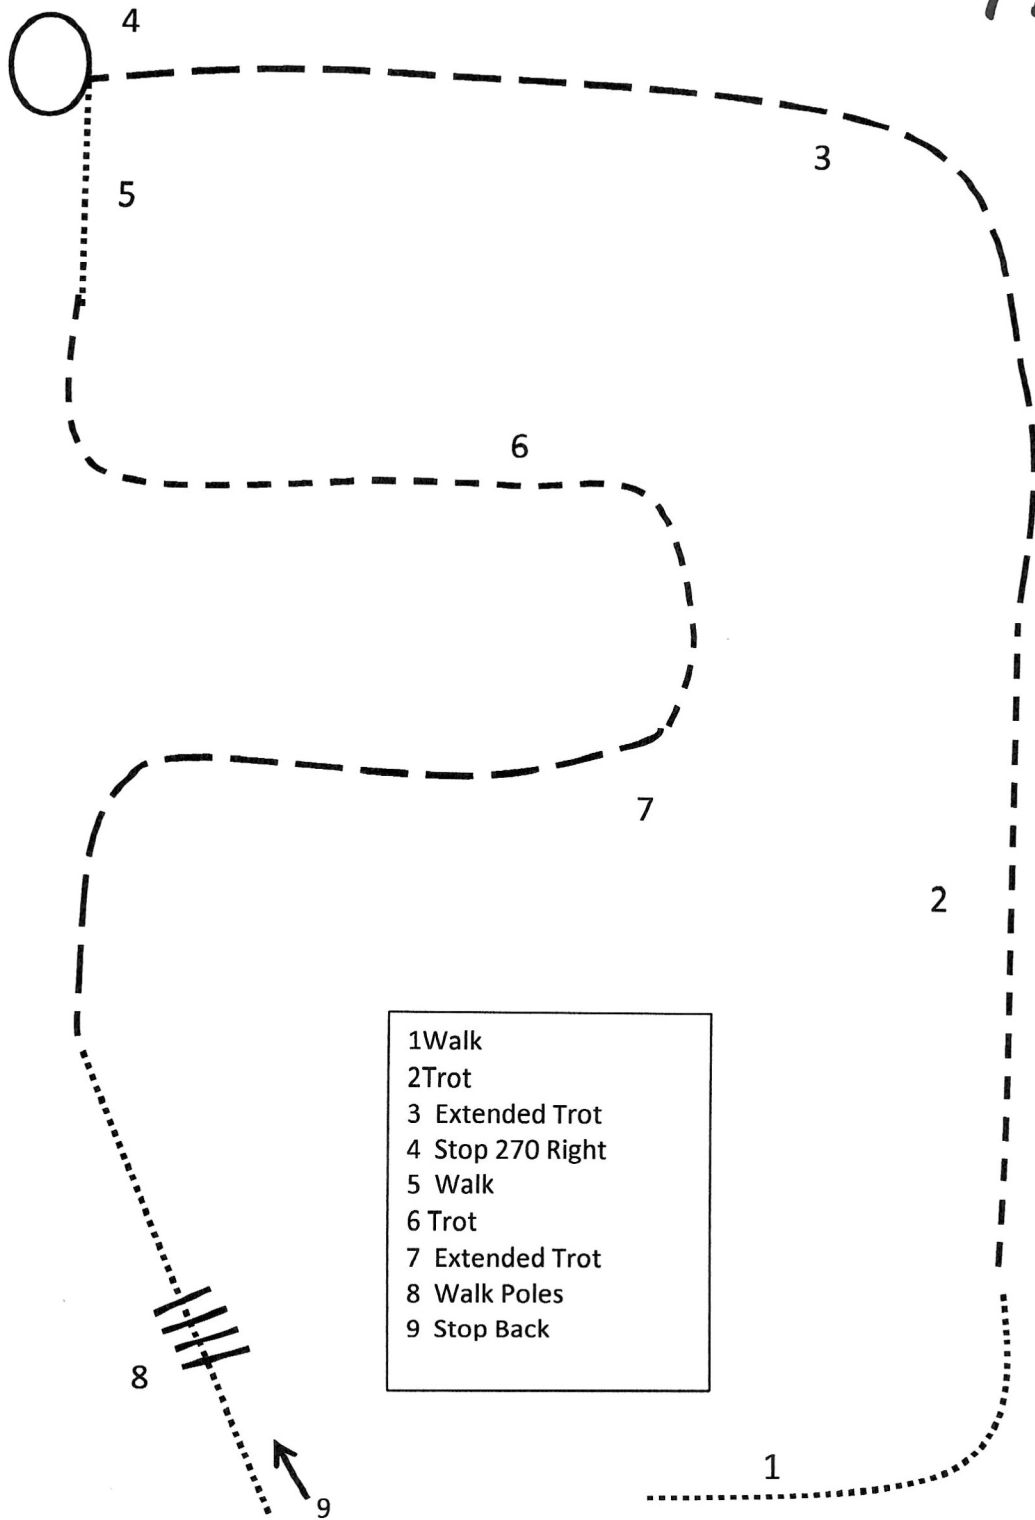 4
3
5
6
7
2
1Walk
2Trot
3 Extended Trot
4 Stop 270 Right
5 Walk
6 Trot
7 Extended Trot
8 Walk Poles
9 Stop Back
8
1
9